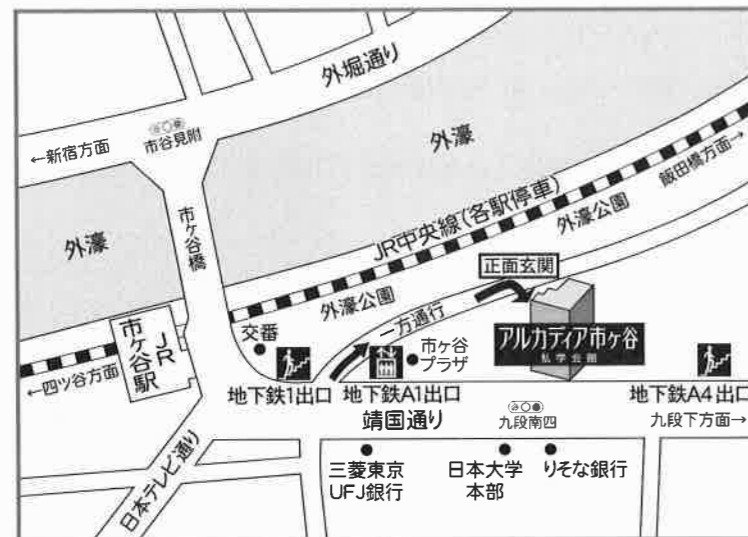 外堀通り
←新宿方面
市谷見附
外濠
飯田橋方面→
市ヶ谷橋
外濠
JR中央線(各駅停車)
外濠公園
正面玄関
外濠公園
一方通行
アルカディア市ヶ谷
私学会館
交番
市ヶ谷
プラザ
JR
市ヶ谷駅
←四ツ谷方面
地下鉄1出口
地下鉄A1出口
地下鉄A4出口
靖国通り
九段南四
九段下方面→
三菱東京
UFJ銀行
日本大学
本部
りそな銀行
日本テレビ通り